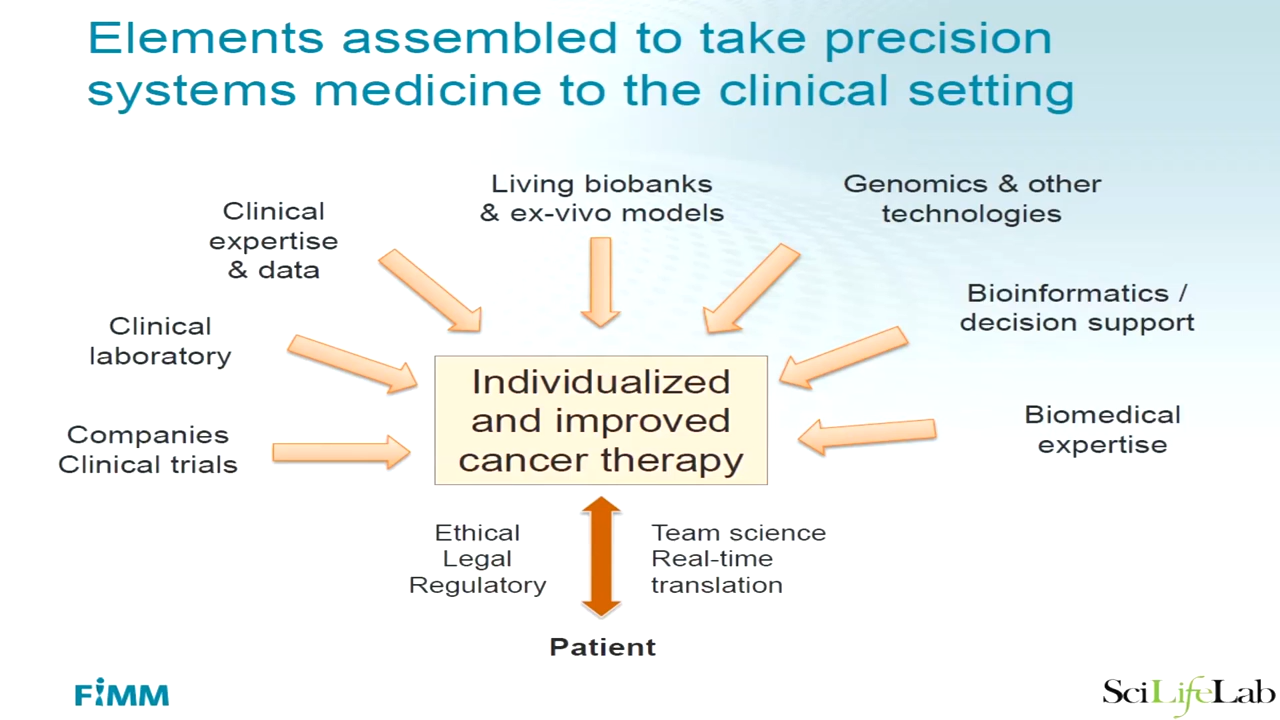 Elements assembled to take precision
systems medicine to the clinical setting
Living biobanks
& ex-vivo models
Genomics & other
technologies
Clinical
expertise
& data
Bioinformatics /
decision support
Clinical
laboratory
Individualized
and improved
cancer therapy
Biomedical
expertise
Companies
Clinical trials
Ethical
Legal
Regulatory
Team science
Real-time
translation
Patient
FiMM
SciLifeLab